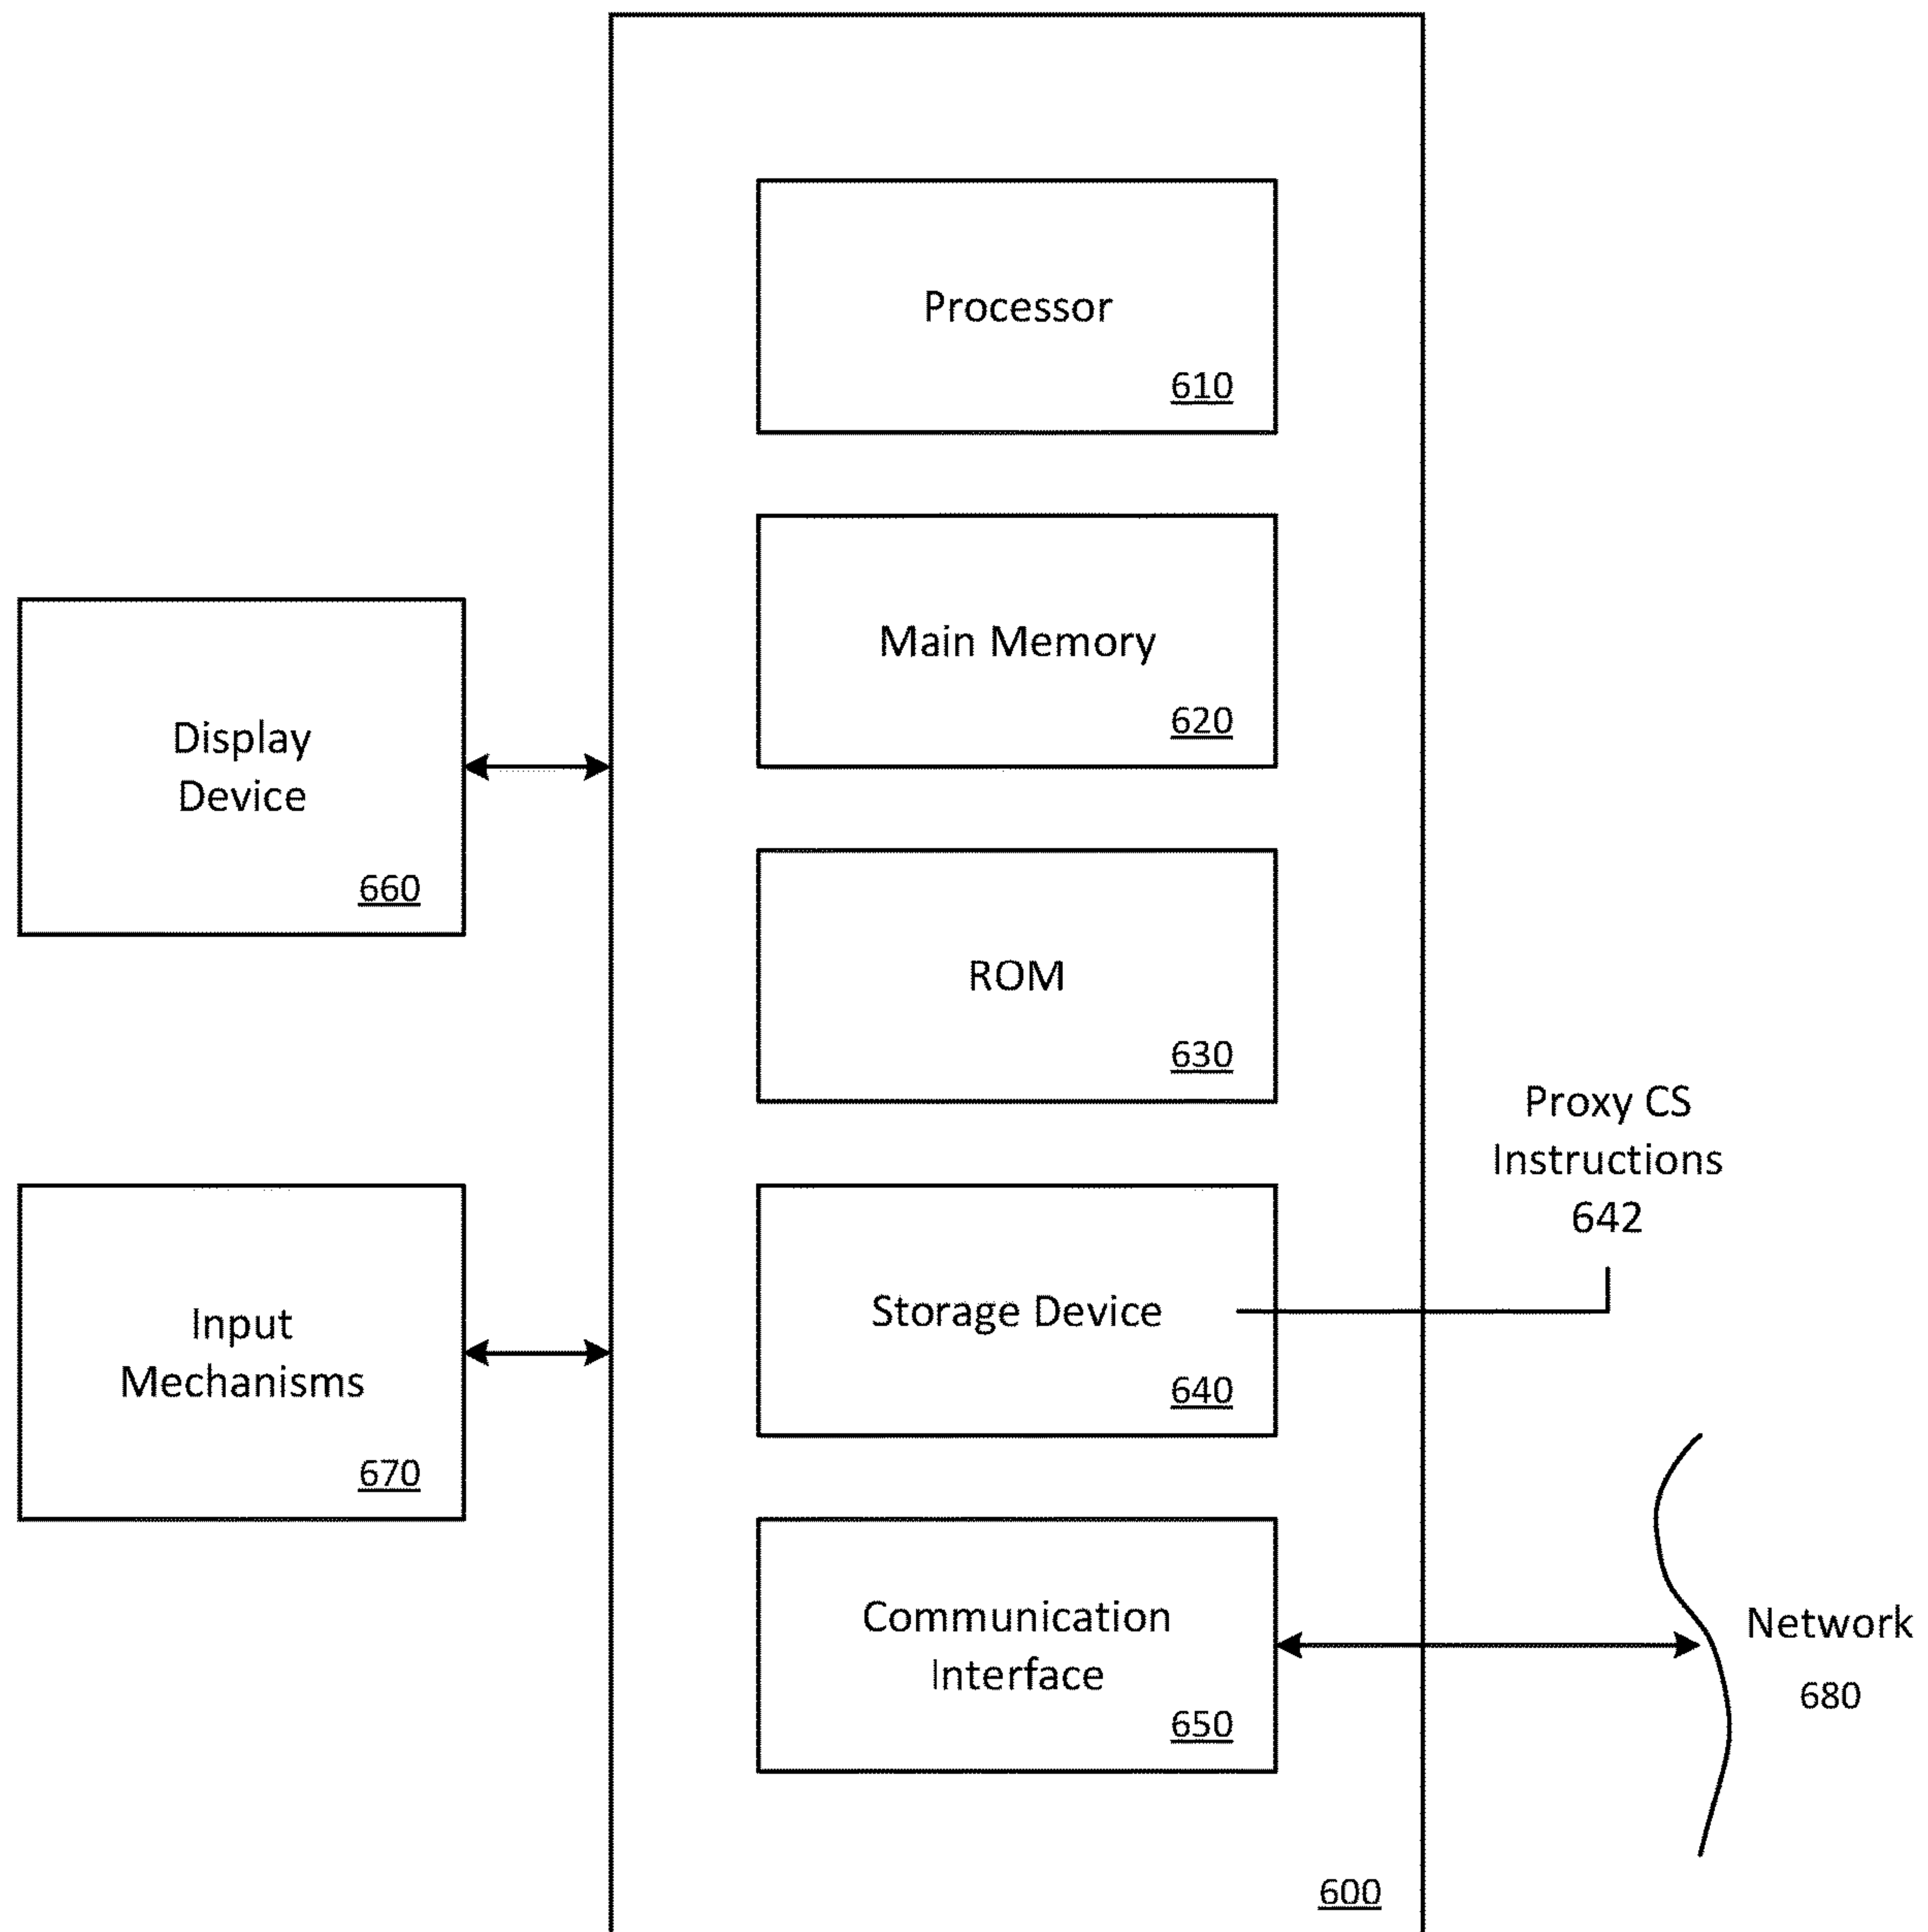 Processor
610
Main Memory
620
Display
Device
660
ROM
630
Proxy CS
Instructions
642
Input
Mechanisms
670
Storage Device
640
Communication
Interface
650
Network
680
600